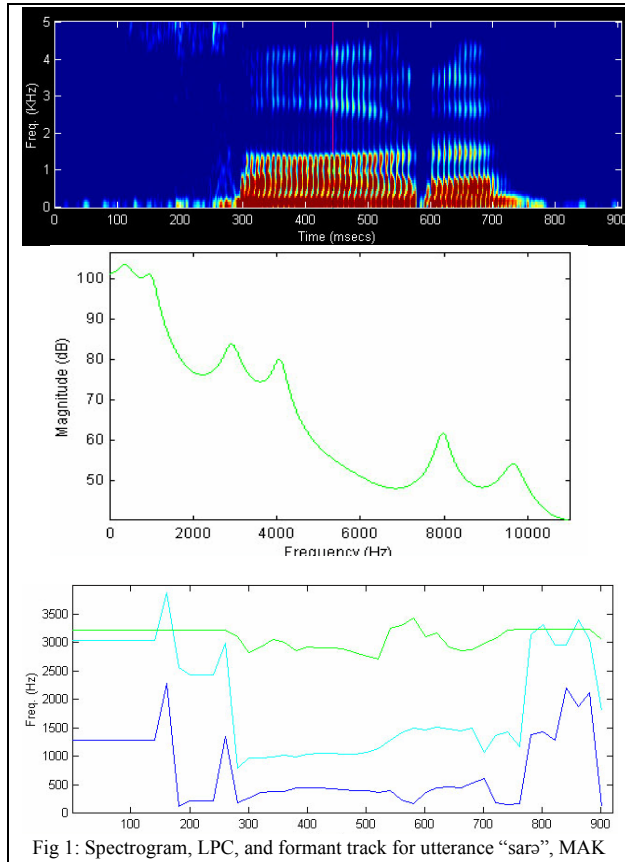 5
4
3
2
1
0
Freq. (KHz)
0 100 200 300 400 500 600 700 800 900
Time (msecs)
100
90
80
70
60
50
Magnitude (dB)
0 2000 4000 6000 8000 10000
Frequency (Hz)
3500
3000
2500
2000
1500
1000
500
0
Freq. (Hz)
100 200 300 400 500 600 700 800 900
Fig 1: Spectrogram, LPC, and formant track for utterance “sarə”, MAK